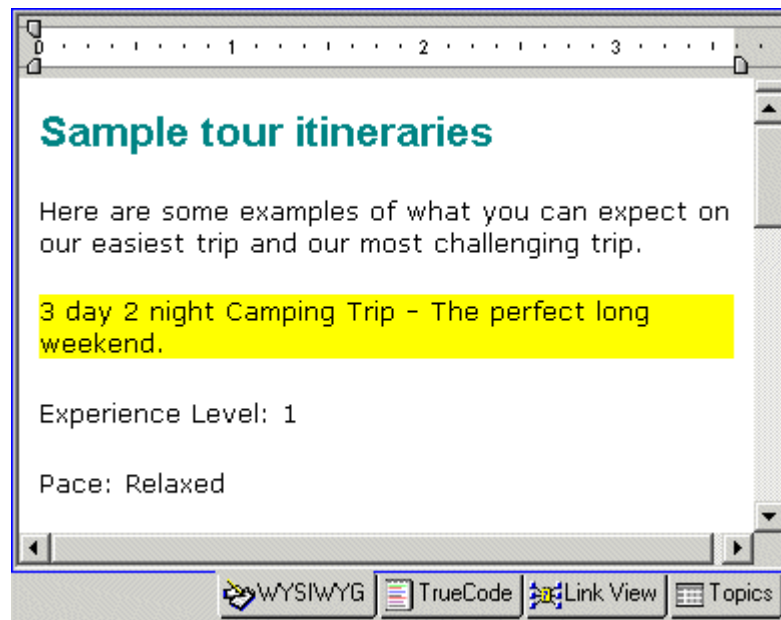 0 1 2 3
Sample tour itineraries
Here are some examples of what you can expect on
our easiest trip and our most challenging trip.
3 day 2 night Camping Trip – The perfect long
weekend.
Experience Level: 1
Pace: Relaxed
WYSIWYG TrueCode Link View Topics